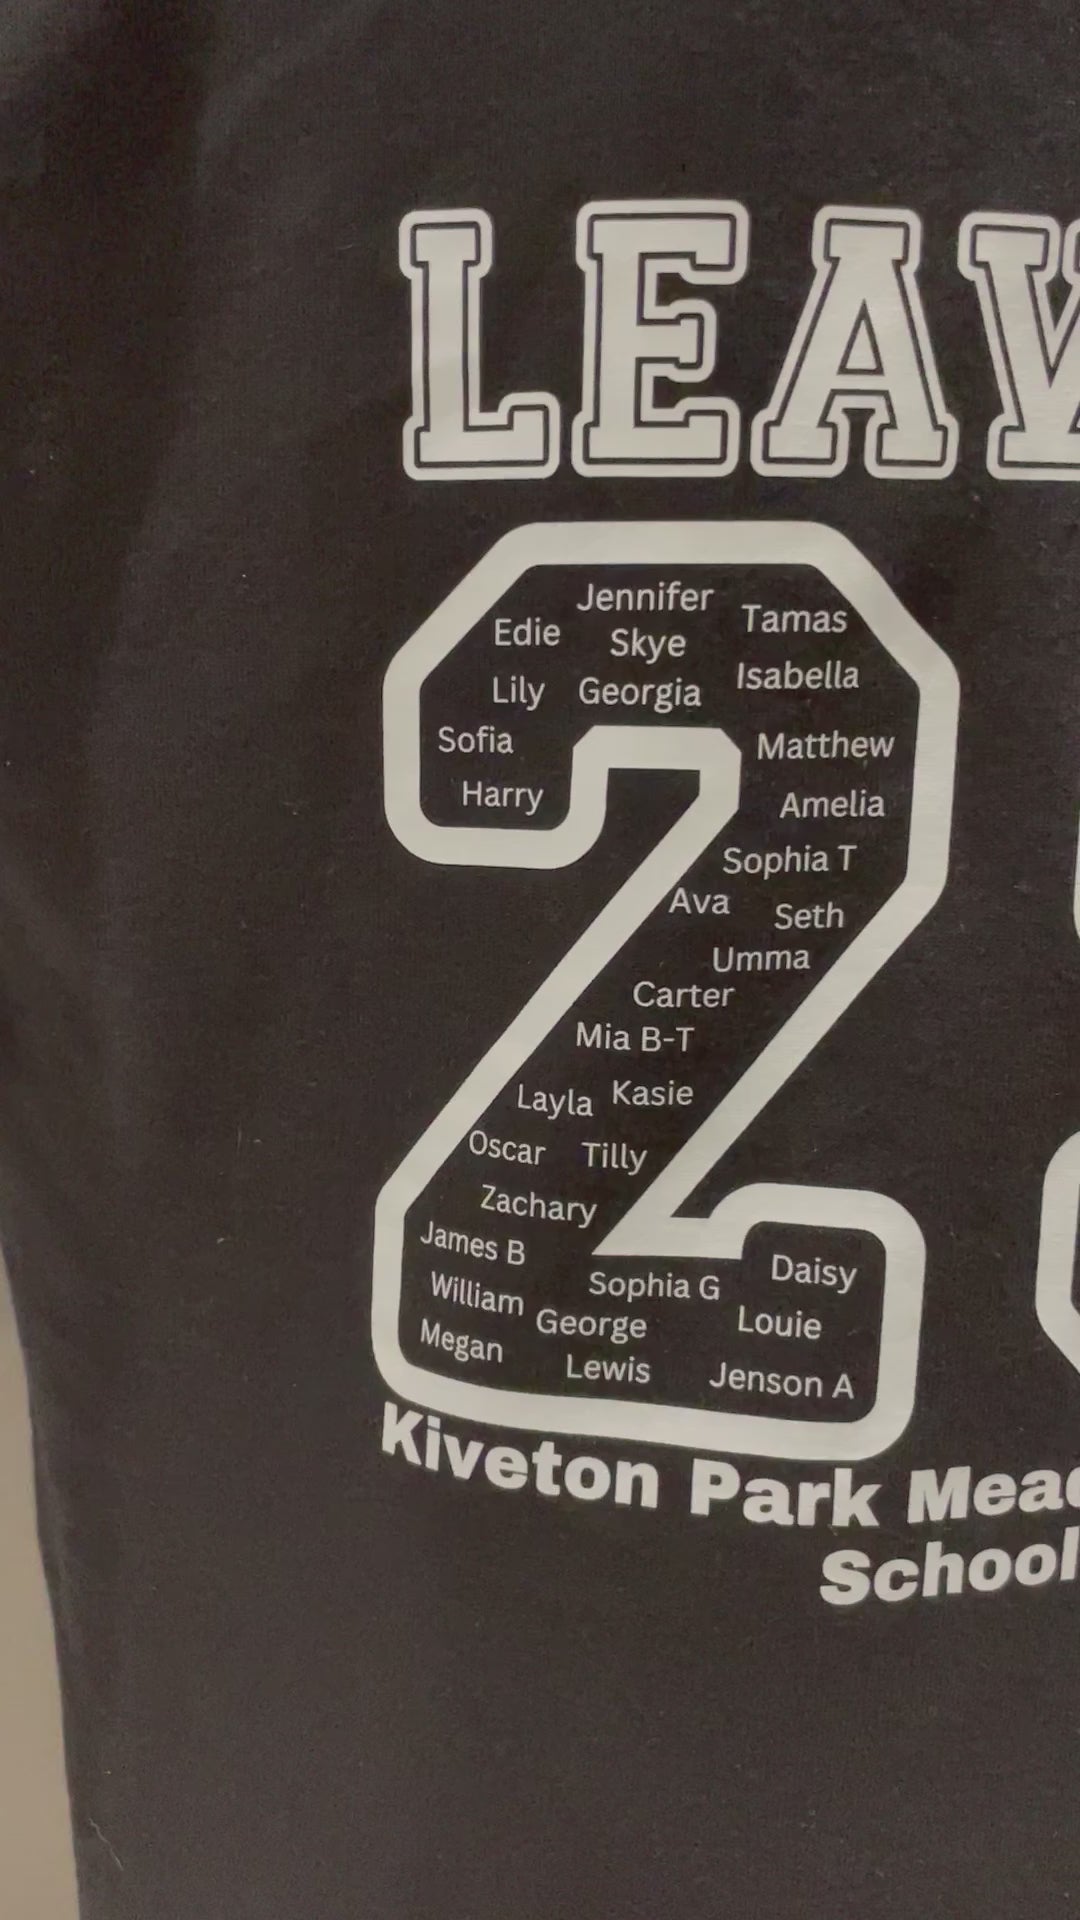 LEAV
Jennifer
Edie Skye Tamas
Lily Georgia Isabella
Sofia Matthew
Harry Amelia
Sophia T
Ava Seth
Umma
Carter
Mia B-T
Layla Kasie
Oscar Tilly
Zachary
James B
Sophia G Daisy
William George Louie
Megan Lewis Jenson A
Kiveton Park Mead
School